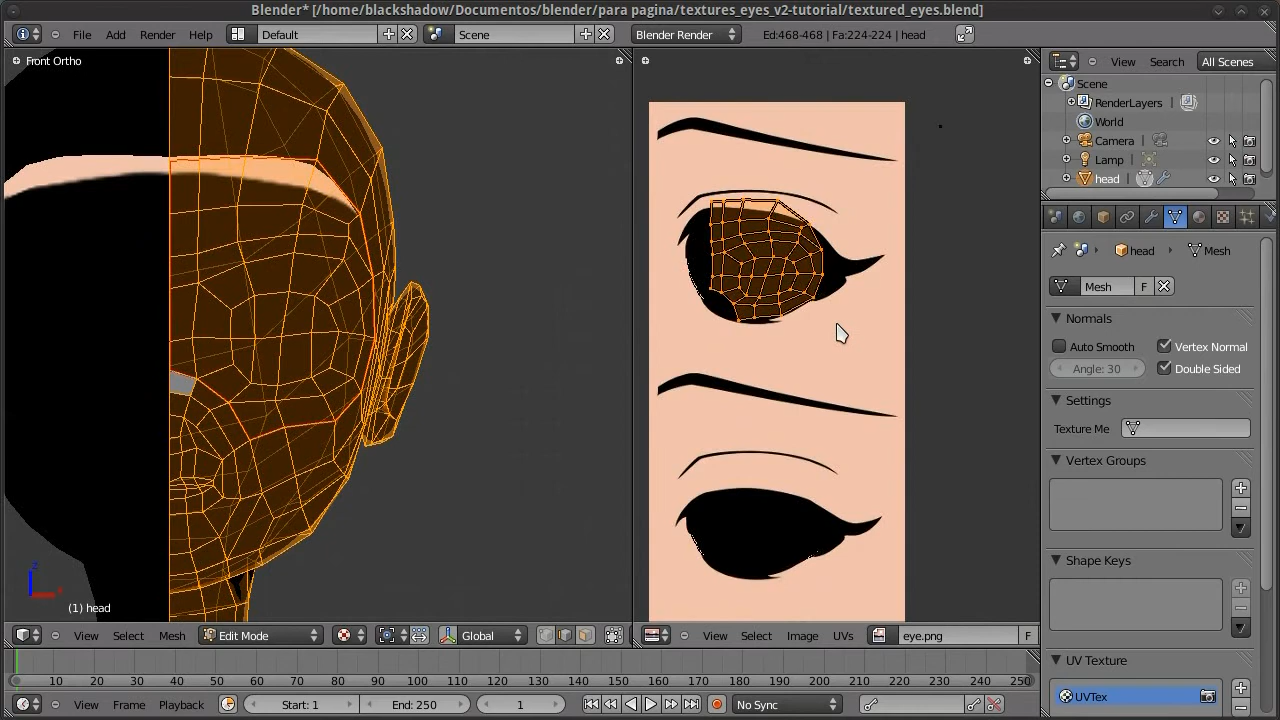 Blender* [/home/blackshadow/Documentos/blender/para pagina/textures_eyes_v2-tutorial/textured_eyes.blend]
File Add Render Help Default Scene Blender Render Ed:468-468 | Fa:224-224 | head
Front Ortho
View Search All Scenes
Scene
RenderLayers
World
Camera
Lamp
head
head Mesh
Mesh F
Normals
Auto Smooth Vertex Normal
Angle: 30 Double Sided
Settings
Texture Me
Vertex Groups
Shape Keys
UV Texture
UVTex
z
(1) head
View Select Mesh Edit Mode Global
View Select Image UVs eye.png F
10 20 30 40 50 60 70 80 90 100 110 120 130 140 150 160 170 180 190 200 210 220 230 240 250
View Frame Playback Start: 1 End: 250 1 No Sync